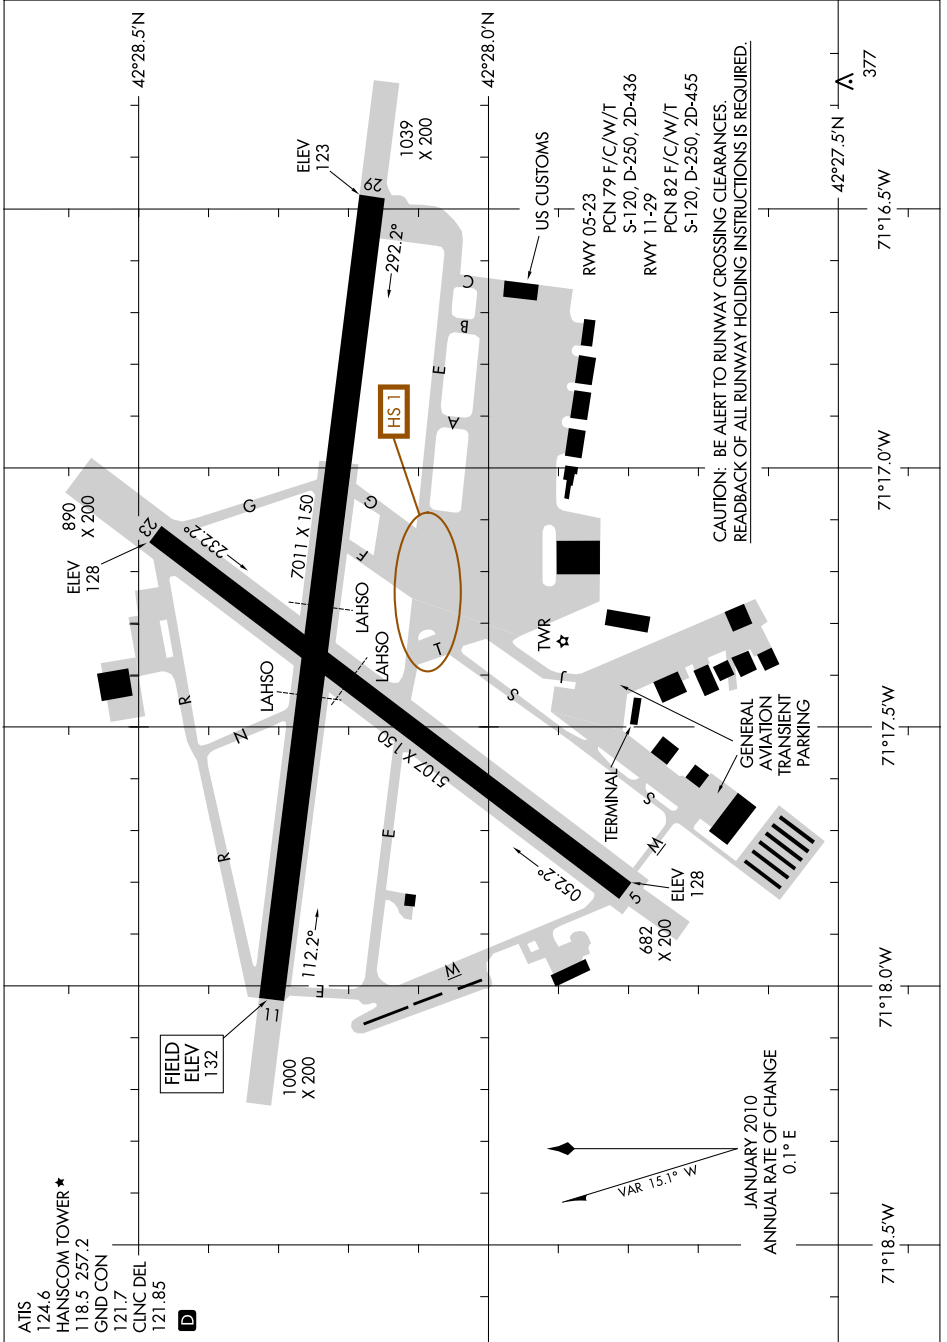 ATIS
124.6
HANSCOM TOWER★
118.5 257.2
GND CON
121.7
CLNC DEL
121.85
D
42°28.5'N
42°28.0'N
42°27.5'N
377
FIELD
ELEV
132
1000
X 200
11
112.2°
E
R
R
N
LAHSO
LAHSO
LAHSO
ELEV
128
890
X 200
23
232.2°
G
7011 X 150
G
F
HS 1
ELEV
123
1039
X 200
29
292.2°
C
B
E
A
US CUSTOMS
RWY 05-23
PCN 79 F/C/W/T
S-120, D-250, 2D-436
RWY 11-29
PCN 82 F/C/W/T
S-120, D-250, 2D-455
CAUTION: BE ALERT TO RUNWAY CROSSING CLEARANCES.
READBACK OF ALL RUNWAY HOLDING INSTRUCTIONS IS REQUIRED.
5107 X 150
E
T
S
TWR
J
TERMINAL
S
GENERAL
AVIATION
TRANSIENT
PARKING
052.2°
5
ELEV
128
682
X 200
M
M
VAR 15.1° W
JANUARY 2010
ANNUAL RATE OF CHANGE
0.1° E
71°18.5'W
71°18.0'W
71°17.5'W
71°17.0'W
71°16.5'W